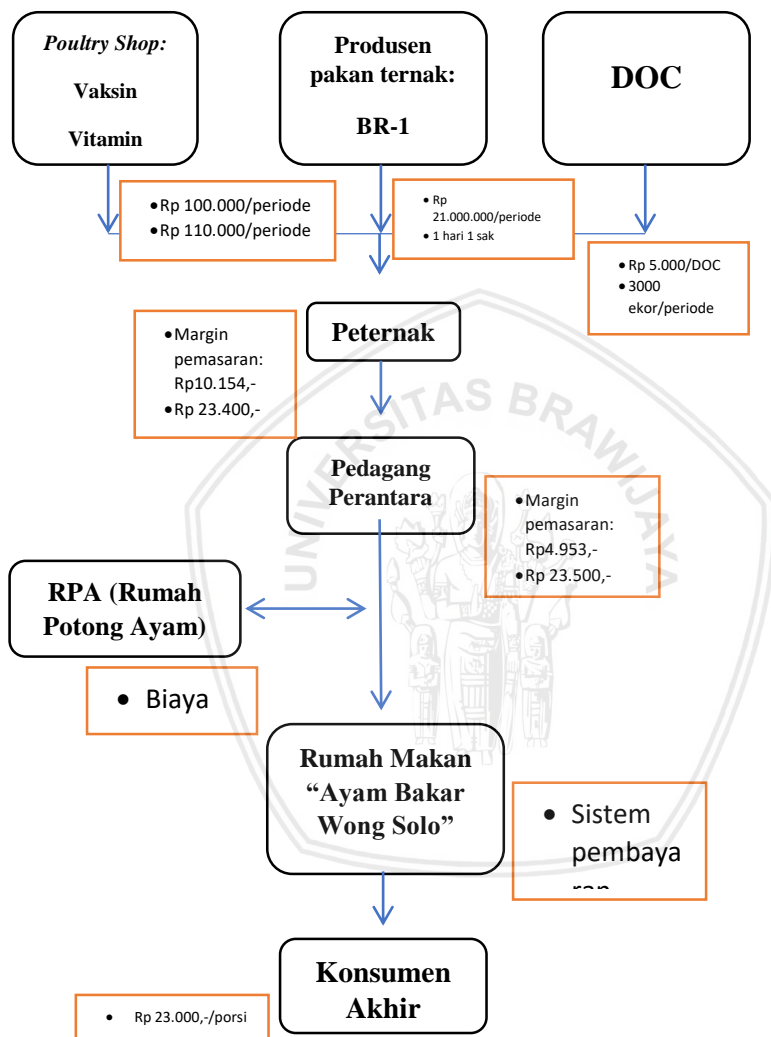 Poultry Shop:
Vaksin
Vitamin
Produsen
pakan ternak:
BR-1
DOC
•Rp 100.000/periode
•Rp 110.000/periode
• Rp
21.000.000/periode
• 1 hari 1 sak
• Rp 5.000/DOC
• 3000
ekor/periode
•Margin
pemasaran:
Rp10.154,-
•Rp 23.400,-
Peternak
UNIVERSITAS BRAWIJAYA
Pedagang
Perantara
•Margin
pemasaran:
Rp4.953,-
•Rp 23.500,-
RPA (Rumah
Potong Ayam)
• Biaya
Rumah Makan
“Ayam Bakar
Wong Solo”
• Sistem
pembaya
Konsumen
Akhir
• Rp 23.000,-/porsi